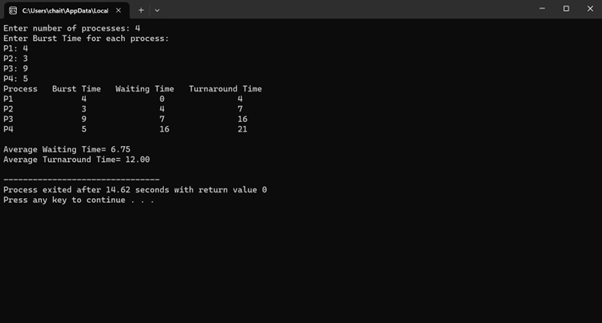 C:\Users\chait\AppData\Local
Enter number of processes: 4
Enter Burst Time for each process:
P1: 4
P2: 3
P3: 9
P4: 5
Process   Burst Time   Waiting Time   Turnaround Time
P1              4               0               4
P2              3               4               7
P3              9               7               16
P4              5               16              21
Average Waiting Time= 6.75
Average Turnaround Time= 12.00
--------------------------------
Process exited after 14.62 seconds with return value 0
Press any key to continue . . .